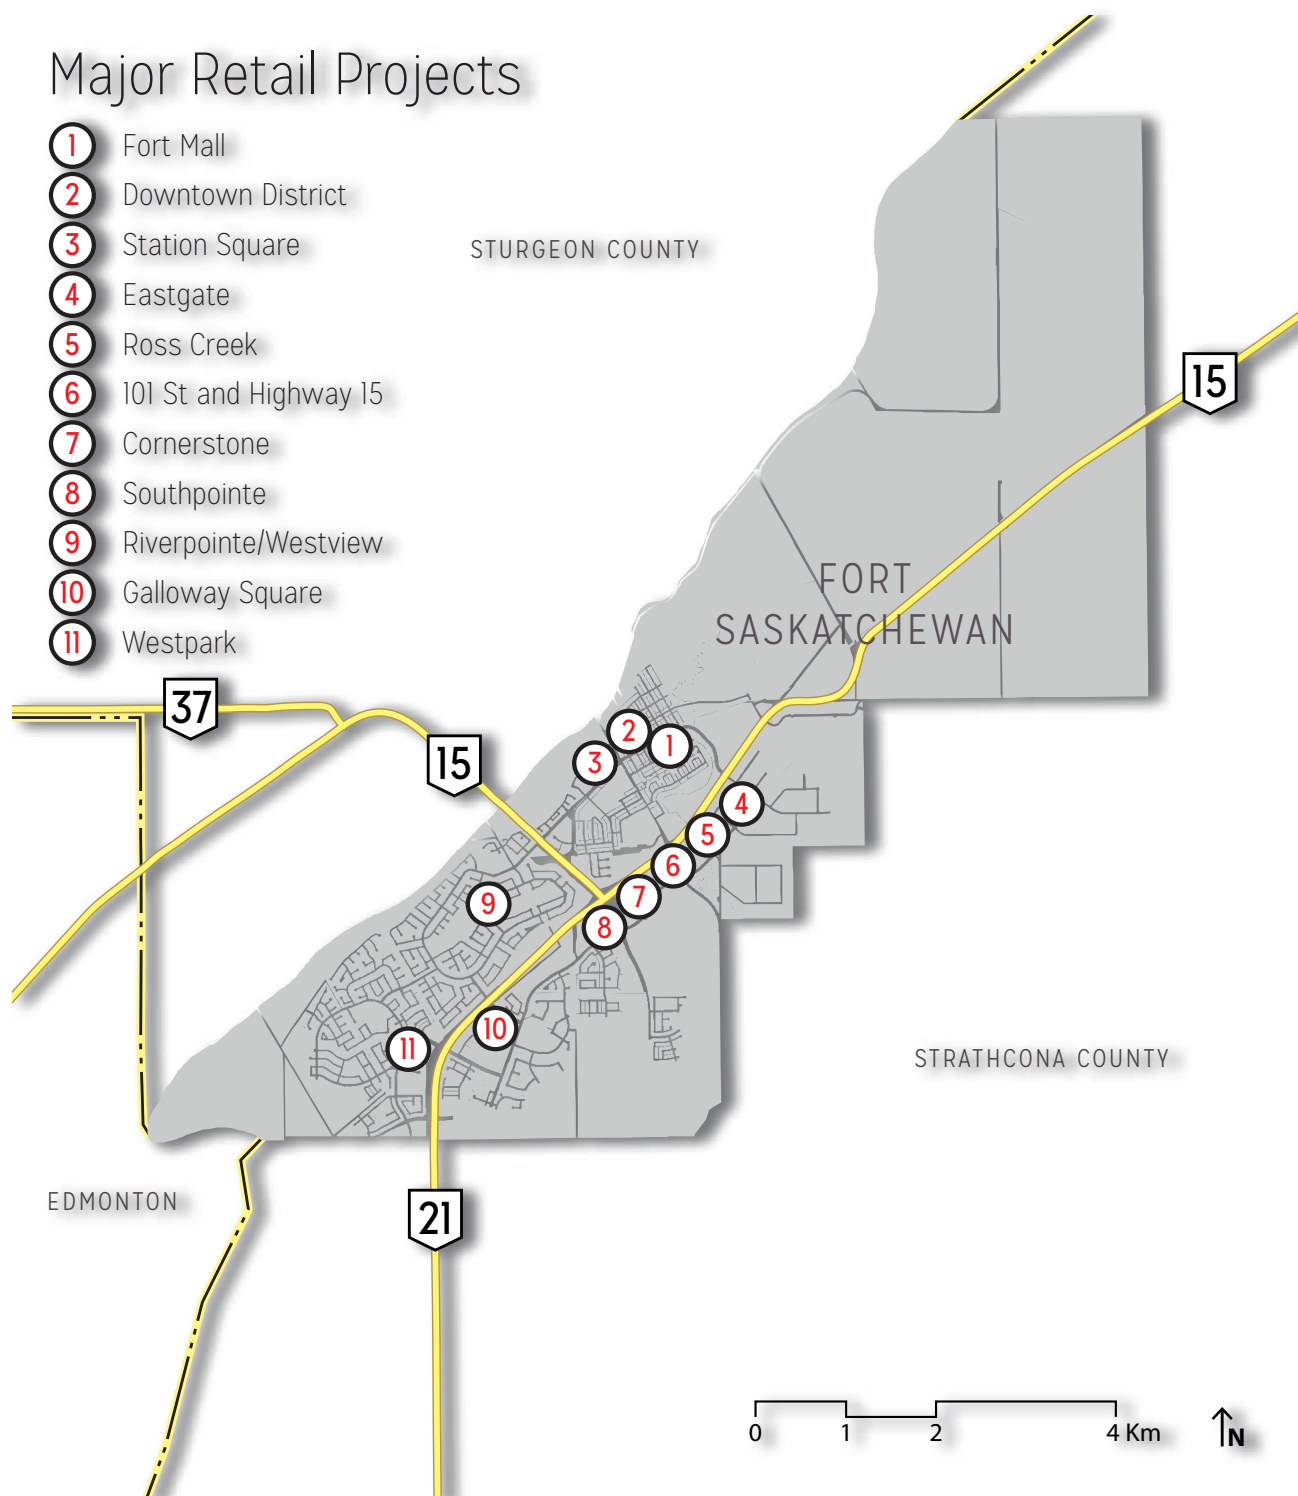 Major Retail Projects
1 Fort Mall
2 Downtown District
3 Station Square
4 Eastgate
5 Ross Creek
6 101 St and Highway 15
7 Cornerstone
8 Southpointe
9 Riverpointe/Westview
10 Galloway Square
11 Westpark
STURGEON COUNTY
15
FORT
SASKATCHEWAN
37
15
2
1
3
4
5
6
7
8
9
10
11
STRATHCONA COUNTY
EDMONTON
21
0 1 2 4 Km
N